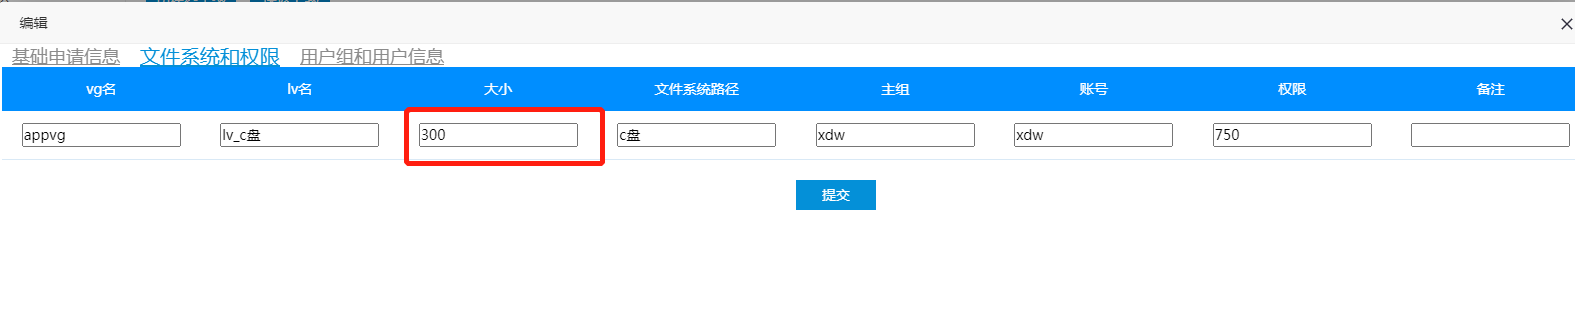 编辑
基础申请信息 文件系统和权限 用户组和用户信息
vg名 lv名 大小 文件系统路径 主组 账号 权限 备注
appvg lv_c盘 300 c盘 xdw xdw 750
提交